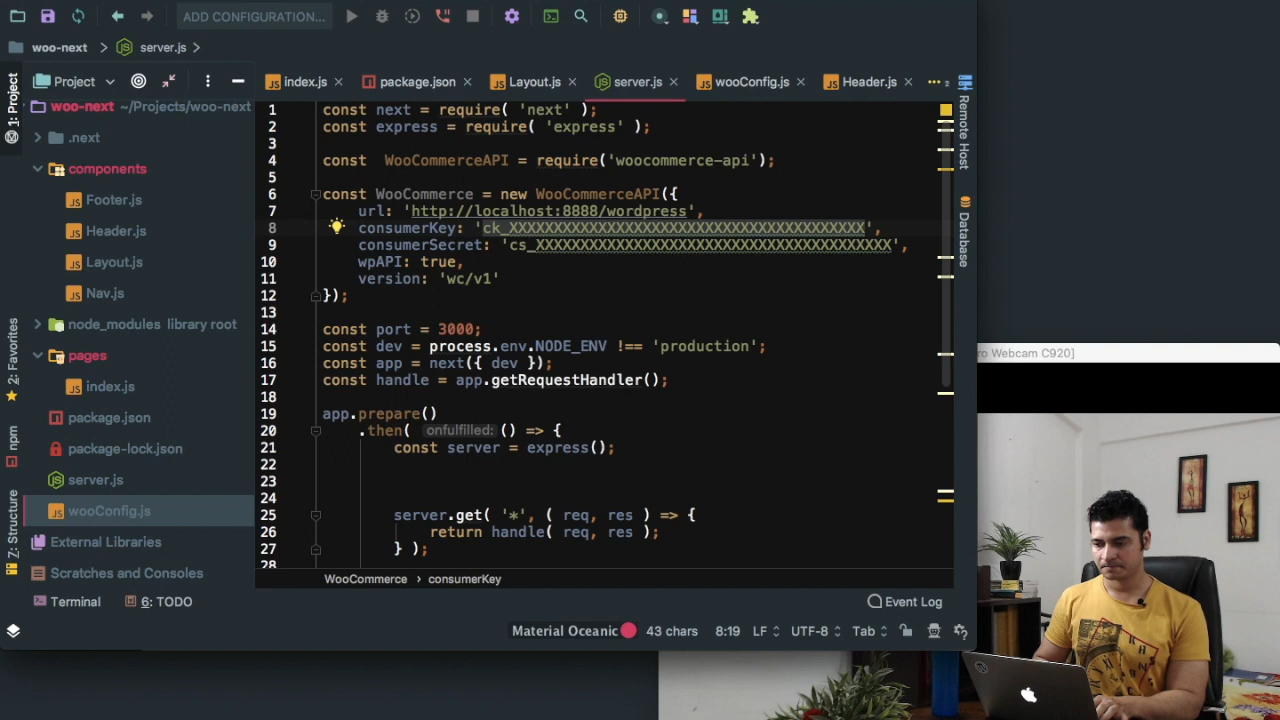 ADD CONFIGURATION...
woo-next
server.js
Project
index.js
package.json
Layout.js
server.js
wooConfig.js
Header.js
1: Project
2: Favorites
npm
Z: Structure
Remote Host
Database
woo-next ~/Projects/woo-next
.next
components
Footer.js
Header.js
Layout.js
Nav.js
node_modules library root
pages
index.js
package.json
package-lock.json
server.js
wooConfig.js
External Libraries
Scratches and Consoles
1 const next = require( 'next' );
2 const express = require( 'express' );
3
4 const WooCommerceAPI = require('woocommerce-api');
5
6 const WooCommerce = new WooCommerceAPI({
7 url: 'http://localhost:8888/wordpress',
8 consumerKey: 'ck_XXXXXXXXXXXXXXXXXXXXXXXXXXXXXXXXXXXXXXXX',
9 consumerSecret: 'cs_XXXXXXXXXXXXXXXXXXXXXXXXXXXXXXXXXXXXXXXX',
10 wpAPI: true,
11 version: 'wc/v1'
12 });
13
14 const port = 3000;
15 const dev = process.env.NODE_ENV !== 'production';
16 const app = next({ dev });
17 const handle = app.getRequestHandler();
18
19 app.prepare()
20 .then( onfulfilled: () => {
21 const server = express();
22
23
24
25 server.get( '*', ( req, res ) => {
26 return handle( req, res );
27 } );
28
WooCommerce › consumerKey
Terminal
6: TODO
Event Log
Material Oceanic
43 chars
8:19
LF
UTF-8
Tab
ro Webcam C920]